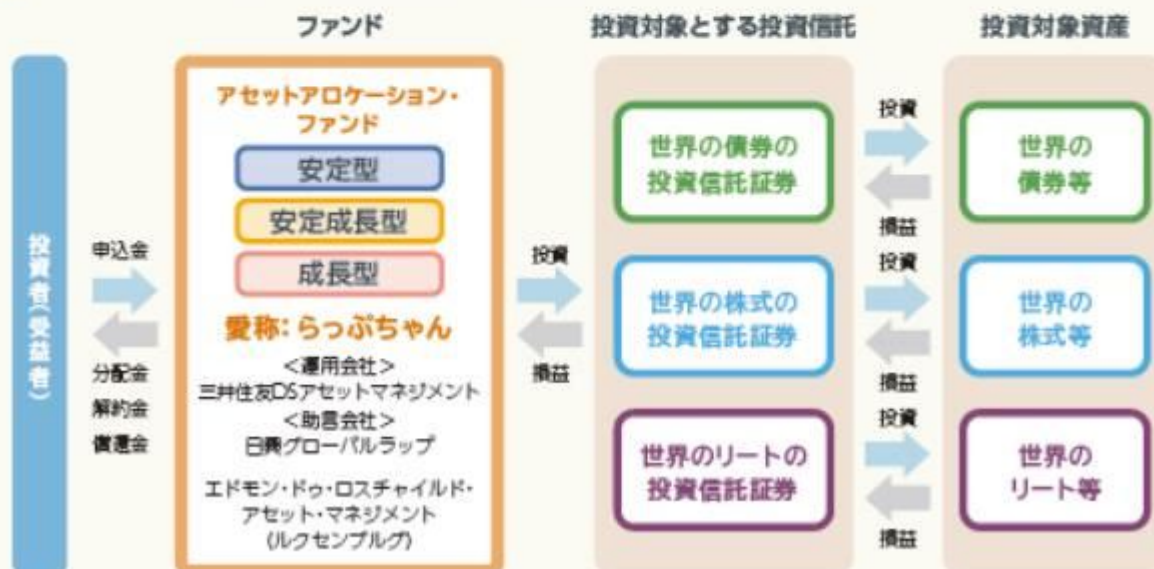 ファンド
投資対象とする投資信託
投資対象資産
投資者(受益者)
申込金
分配金
解約金
償還金
アセットアロケーション・
ファンド
安定型
安定成長型
成長型
愛称：らっぷちゃん
＜運用会社＞
三井住友DSアセットマネジメント
＜助言会社＞
日興グローバルラップ
エドモン・ドゥ・ロスチャイルド・
アセット・マネジメント
(ルクセンブルグ)
投資
損益
世界の債券の
投資信託証券
投資
損益
世界の
債券等
世界の株式の
投資信託証券
投資
損益
世界の
株式等
世界のリートの
投資信託証券
投資
損益
世界の
リート等